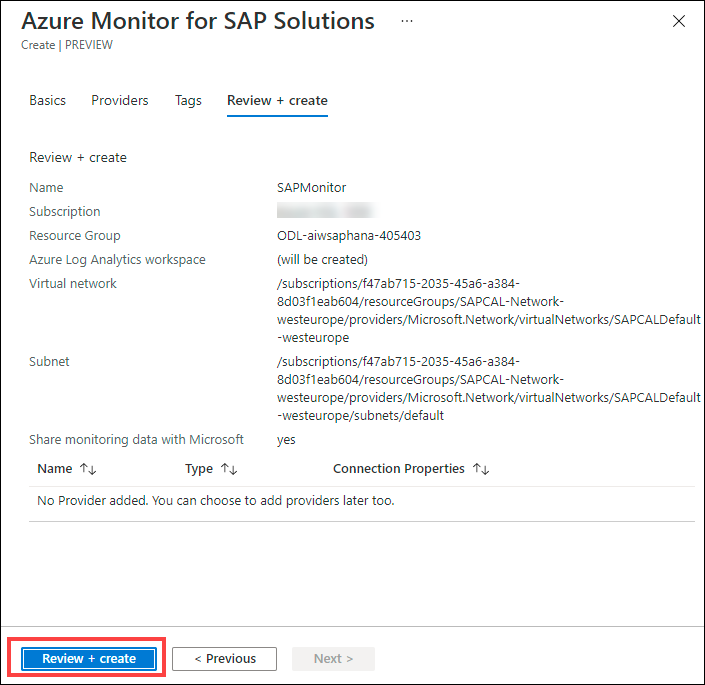 Azure Monitor for SAP Solutions ...
Create | PREVIEW
Basics Providers Tags Review + create
Review + create
Name SAPMonitor
Subscription
Resource Group ODL-aiwsaphana-405403
Azure Log Analytics workspace (will be created)
Virtual network /subscriptions/f47ab715-2035-45a6-a384-
8d03f1eab604/resourceGroups/SAPCAL-Network-
westeurope/providers/Microsoft.Network/virtualNetworks/SAPCALDefault
-westeurope
Subnet /subscriptions/f47ab715-2035-45a6-a384-
8d03f1eab604/resourceGroups/SAPCAL-Network-
westeurope/providers/Microsoft.Network/virtualNetworks/SAPCALDefault
-westeurope/subnets/default
Share monitoring data with Microsoft yes
Name ↑↓ Type ↑↓ Connection Properties ↑↓
No Provider added. You can choose to add providers later too.
Review + create < Previous Next >